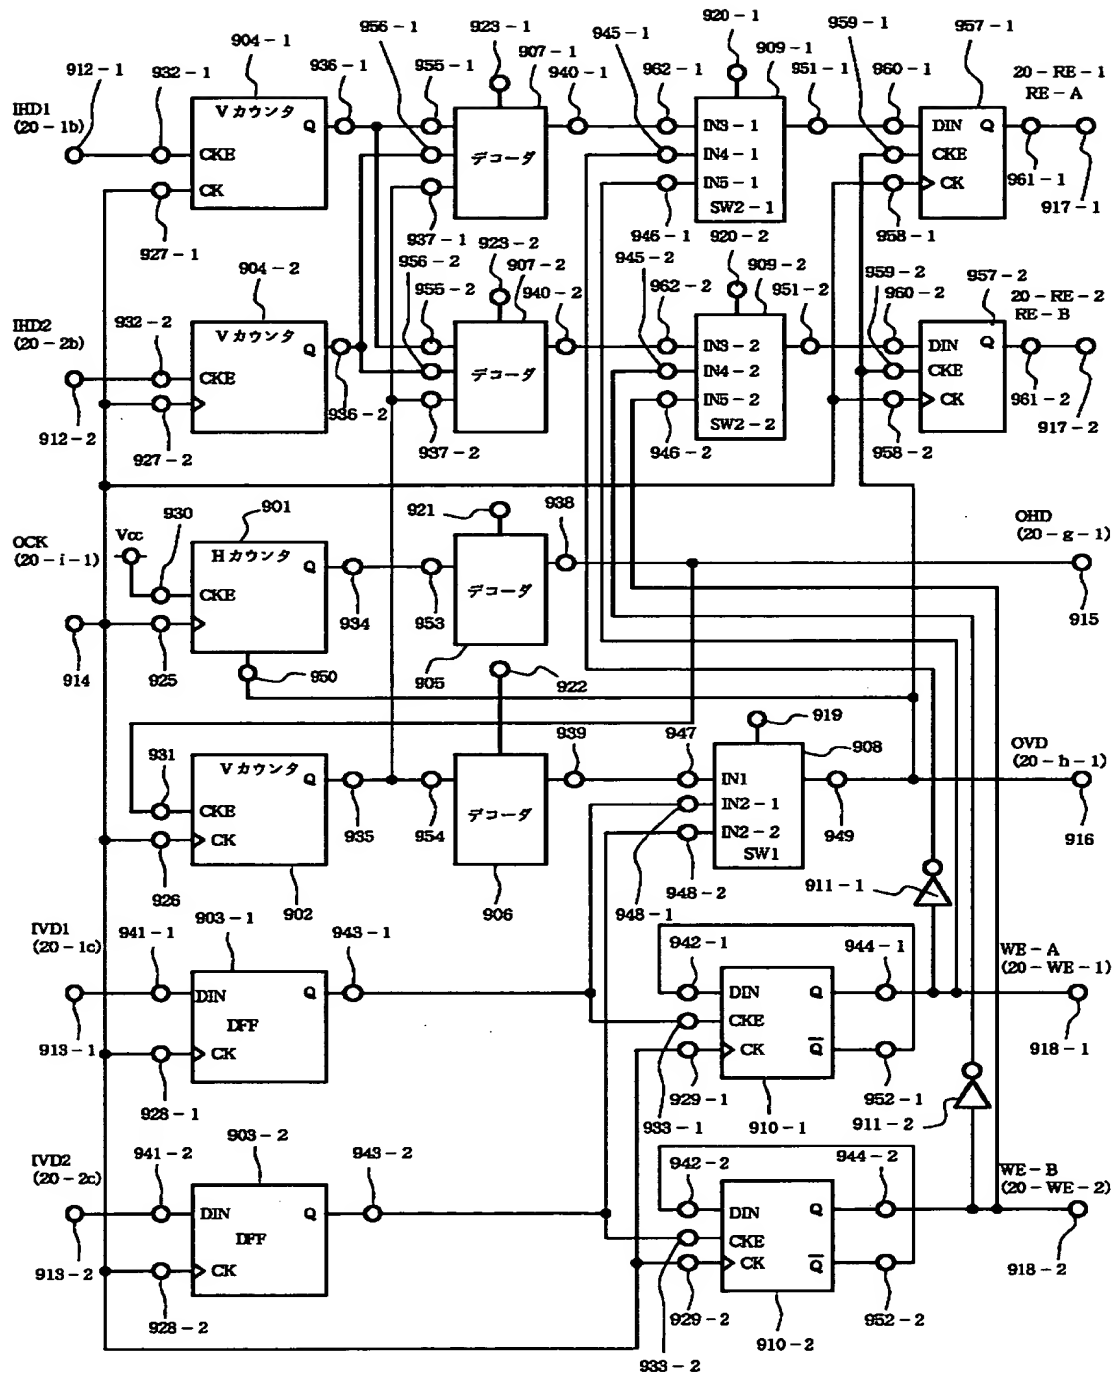 920-1
923-1
959-1
957-1
956-1
945-1
909-1
904-1
907-1
912-1
932-1
936-1
955-1
940-1
962-1
951-1
960-1
20-RE-1
RE-A
IHD1
(20-1b)
Vカウンタ
Q
CKE
CK
デコーダ
IN3-1
IN4-1
IN5-1
SW2-1
DIN
Q
CKE
CK
961-1
917-1
927-1
937-1
946-1
958-1
923-2
920-2
956-2
945-2
959-2
904-2
907-2
909-2
957-2
955-2
940-2
962-2
951-2
960-2
20-RE-2
RE-B
IHD2
(20-2b)
932-2
Vカウンタ
Q
CKE
デコーダ
IN3-2
IN4-2
IN5-2
SW2-2
DIN
Q
CKE
CK
936-2
961-2
912-2
927-2
937-2
946-2
958-2
917-2
901
921
938
930
Vcc
OCK
(20-i-1)
Hカウンタ
Q
CKE
デコーダ
OHD
(20-g-1)
934
953
915
914
925
950
905
922
919
931
939
947
908
Vカウンタ
Q
CKE
CK
デコーダ
IN1
IN2-1
IN2-2
SW1
OVD
(20-h-1)
935
954
949
916
926
902
906
948-1
948-2
911-1
903-1
IVD1
(20-1c)
941-1
943-1
942-1
944-1
WE-A
(20-WE-1)
DIN
Q
DFF
CK
DIN
Q
CKE
CK
Q
913-1
928-1
929-1
952-1
918-1
933-1
910-1
911-2
903-2
IVD2
(20-2c)
941-2
943-2
942-2
944-2
WE-B
(20-WE-2)
DIN
Q
DFF
CK
DIN
Q
CKE
CK
Q
913-2
928-2
929-2
952-2
918-2
933-2
910-2